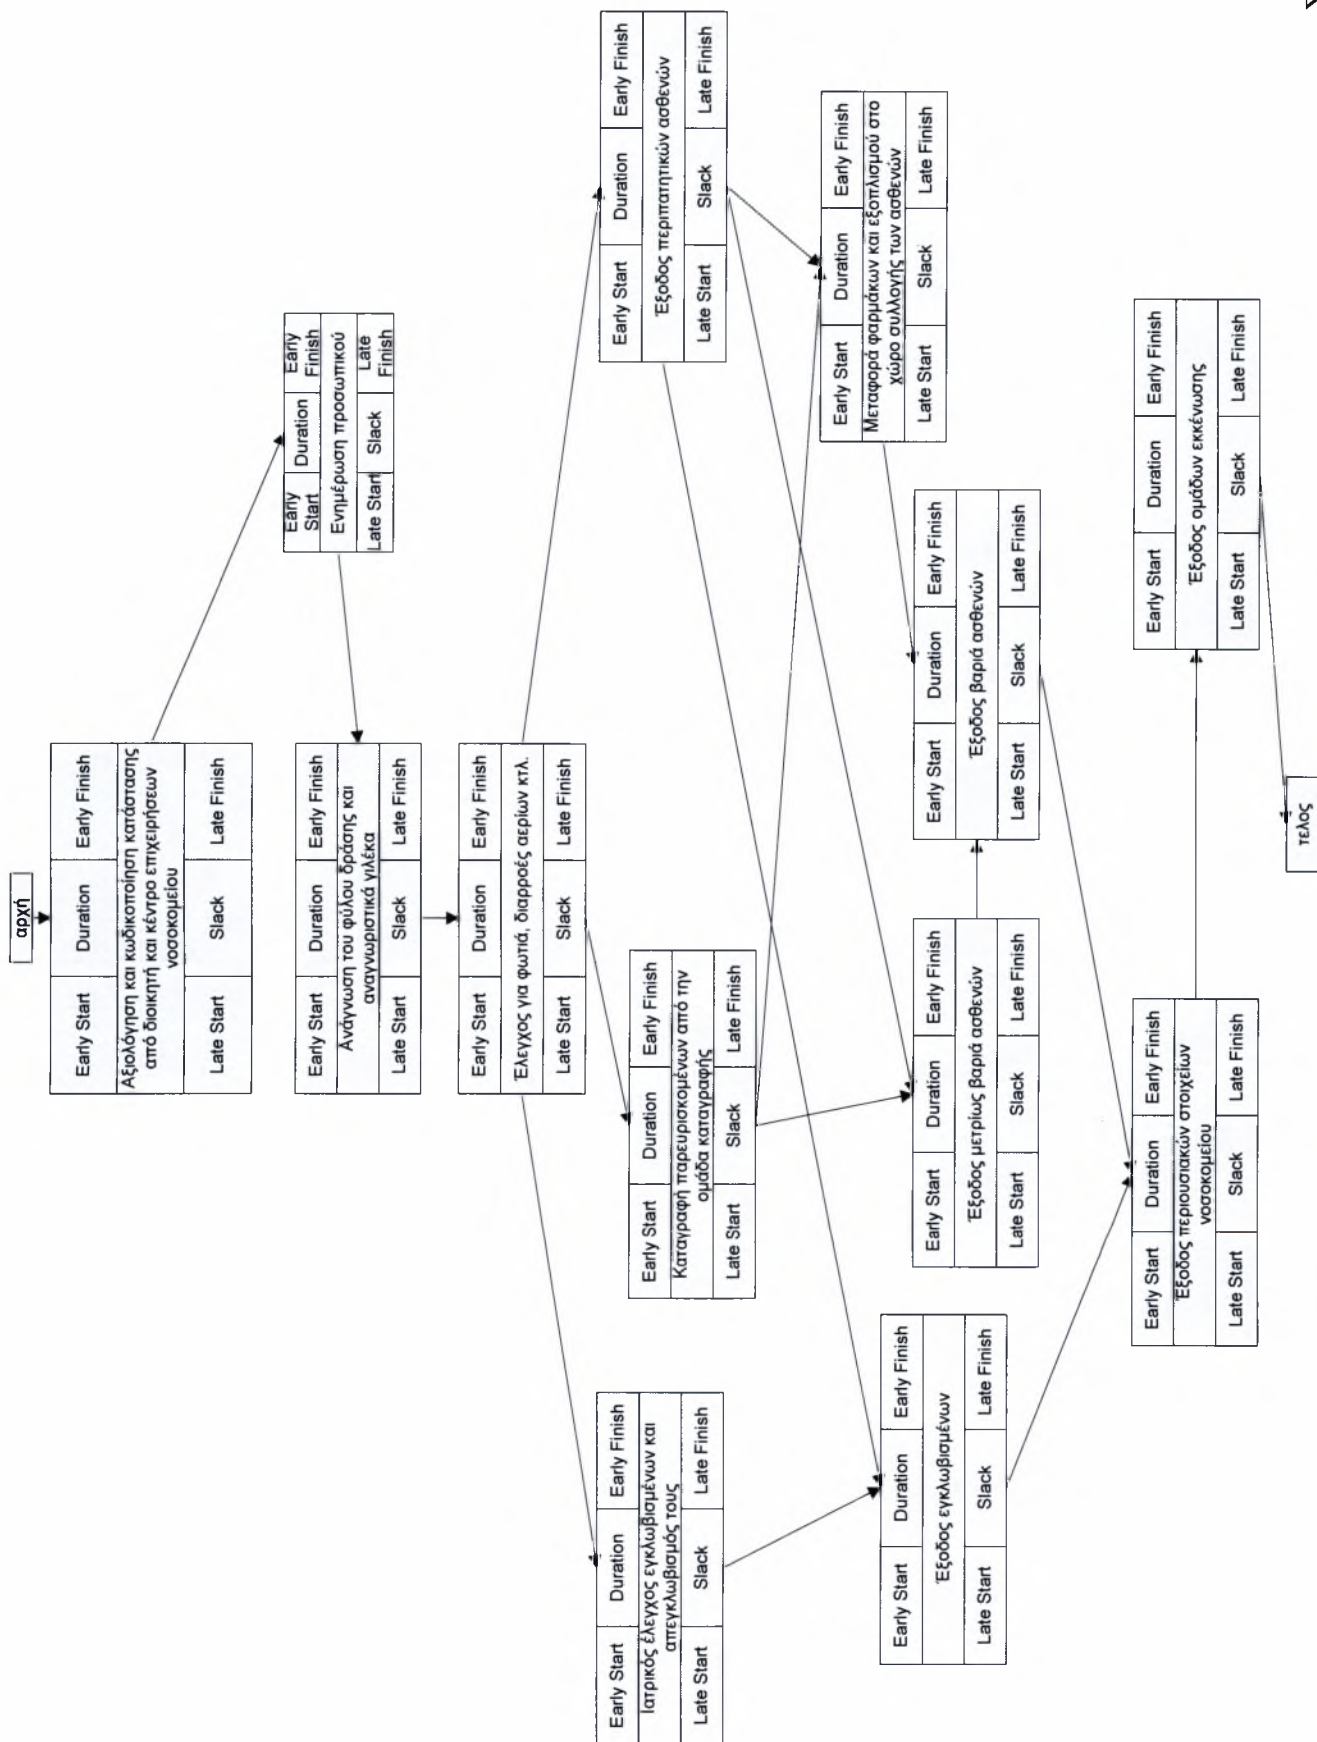 αρχή
Early Start Duration Early Finish
Αξιολόγηση και κωδικοποίηση κατάστασης
από διοικητή και κέντρο επιχειρήσεων
νοσοκομείου
Late Start Slack Late Finish
Early
Start
Duration
Early
Finish
Ενημέρωση προσωπικού
Late Start Slack
Late
Finish
Early Start Duration Early Finish
Ανάγνωση του φύλου δράσης και
αναγνωριστικά γιλέκα
Late Start Slack Late Finish
Early Start Duration Early Finish
Έλεγχος για φωτιά, διαρροές αερίων κτλ.
Late Start Slack Late Finish
Early Start Duration Early Finish
Ιατρικός έλεγχος εγκλωβισμένων και
απεγκλωβισμός τους
Late Start Slack Late Finish
Early Start Duration Early Finish
Καταγραφή παρευρισκομένων από την
ομάδα καταγραφής
Late Start Slack Late Finish
Early Start Duration Early Finish
Έξοδος περιπατητικών ασθενών
Late Start Slack Late Finish
Early Start Duration Early Finish
Μεταφορά φαρμάκων και εξοπλισμού στο
χώρο συλλογής των ασθενών
Late Start Slack Late Finish
Early Start Duration Early Finish
Έξοδος εγκλωβισμένων
Late Start Slack Late Finish
Early Start Duration Early Finish
Έξοδος μετρίως βαριά ασθενών
Late Start Slack Late Finish
Early Start Duration Early Finish
Έξοδος βαριά ασθενών
Late Start Slack Late Finish
Early Start Duration Early Finish
Έξοδος περιουσιακών στοιχείων
νοσοκομείου
Late Start Slack Late Finish
Early Start Duration Early Finish
Έξοδος ομάδων εκκένωσης
Late Start Slack Late Finish
τελος